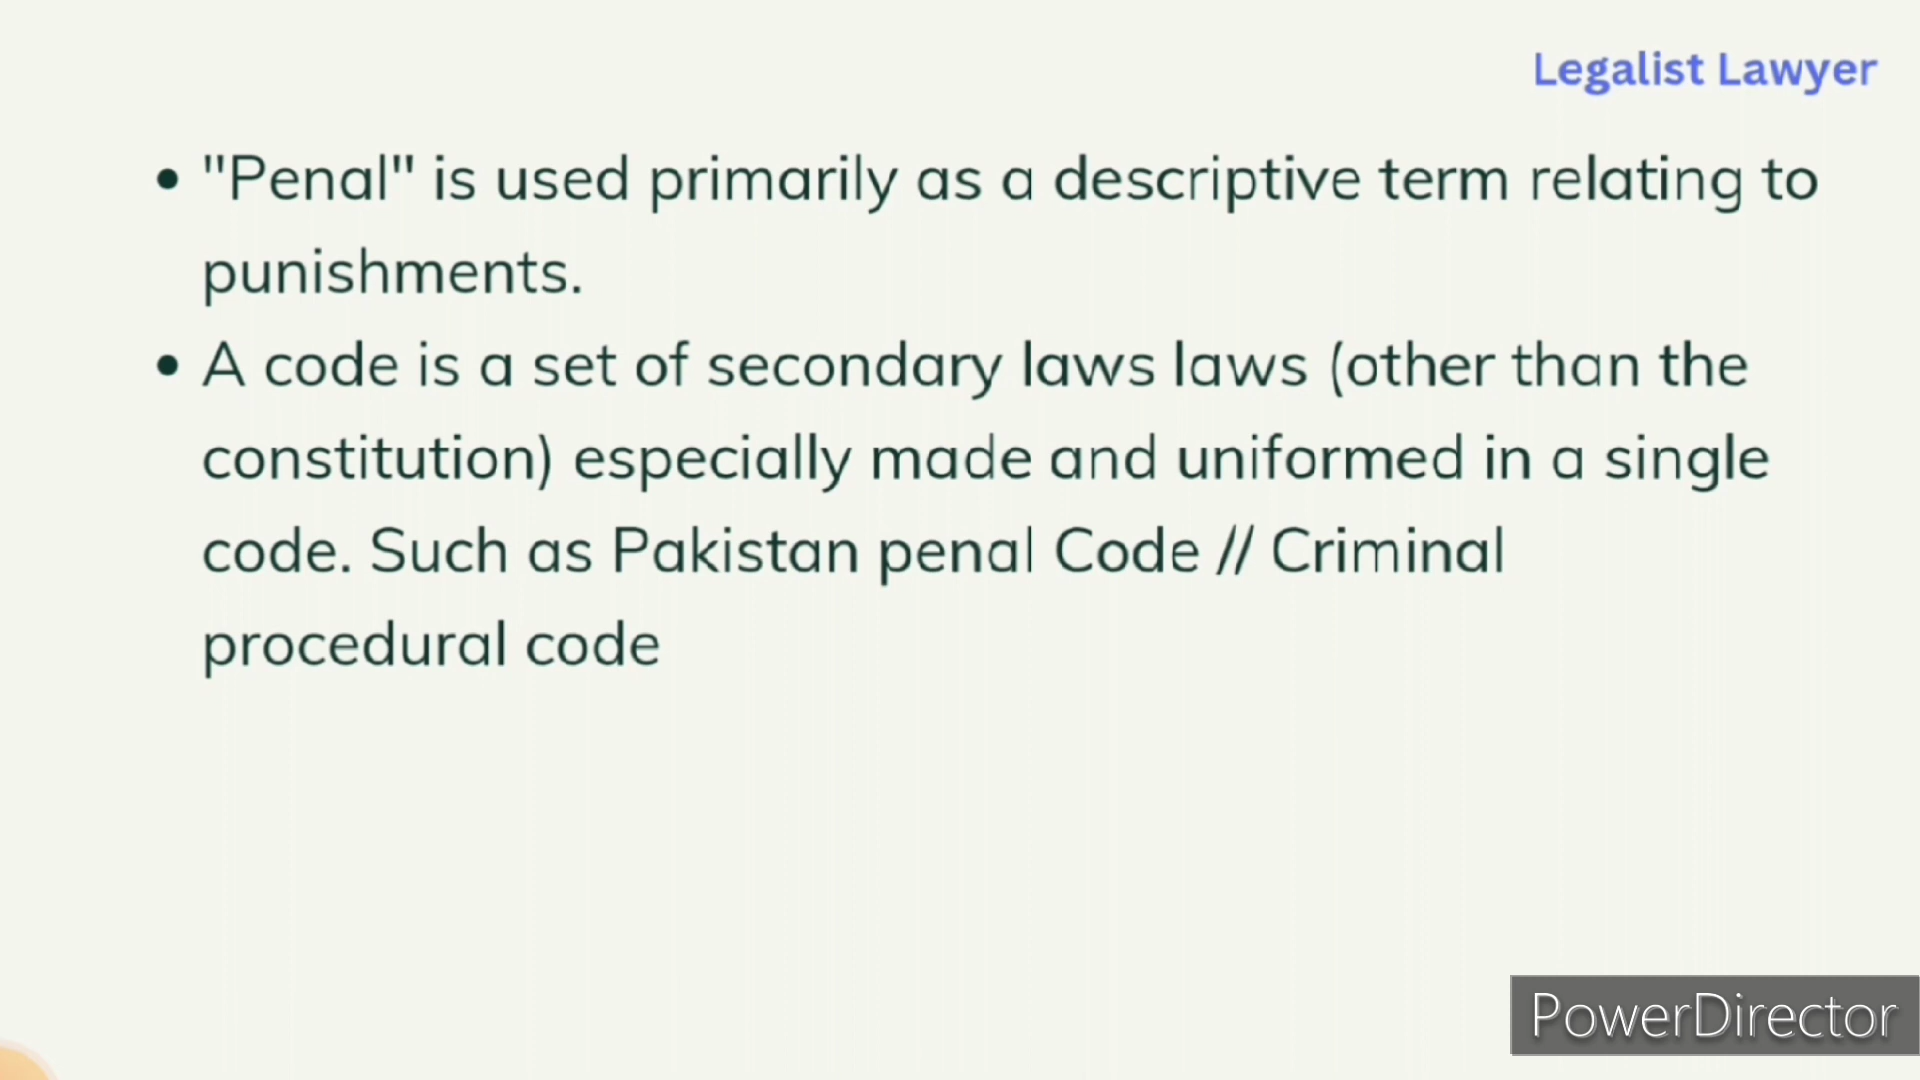 Legalist Lawyer
• "Penal" is used primarily as a descriptive term relating to
punishments.
• A code is a set of secondary laws laws (other than the
constitution) especially made and uniformed in a single
code. Such as Pakistan penal Code // Criminal
procedural code
PowerDirector